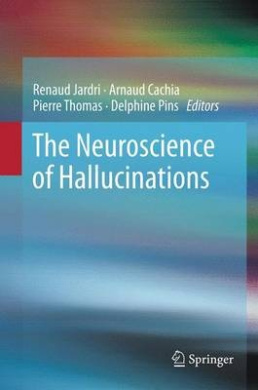 Renaud Jardri · Arnaud Cachia
Pierre Thomas · Delphine Pins Editors
The Neuroscience
of Hallucinations
Springer